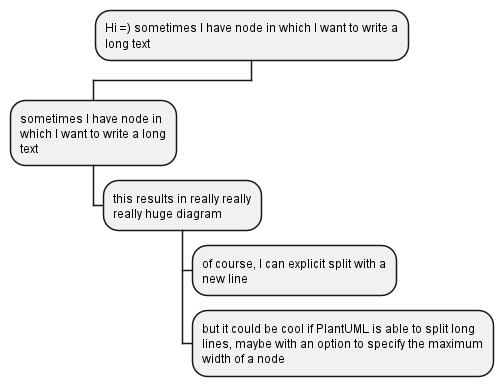 Hi =) sometimes I have node in which I want to write a
long text
sometimes I have node in
which I want to write a long
text
this results in really really
really huge diagram
of course, I can explicit split with a
new line
but it could be cool if PlantUML is able to split long
lines, maybe with an option to specify the maximum
width of a node